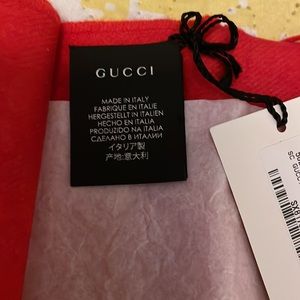 GUCCI
MADE IN ITALY
FABRIQUE EN ITALIE
HERGESTELLT IN ITALIEN
HECHO EN ITALIA
PRODUZIDO NA ITÁLIA
СДЕЛАНО В ИТАЛИИ
イタリア製
产地:意大利